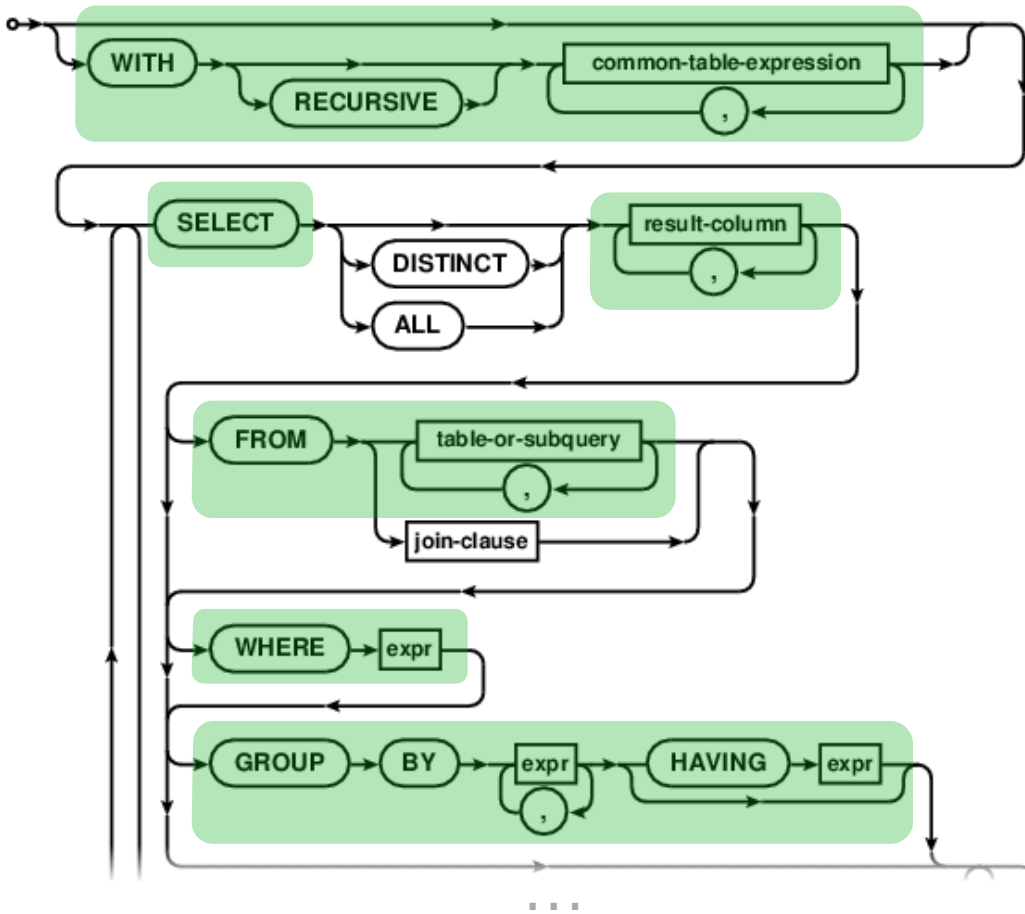 WITH common-table-expression
RECURSIVE ,
SELECT result-column
DISTINCT ,
ALL
FROM table-or-subquery
,
join-clause
WHERE expr
GROUP BY expr HAVING expr
,